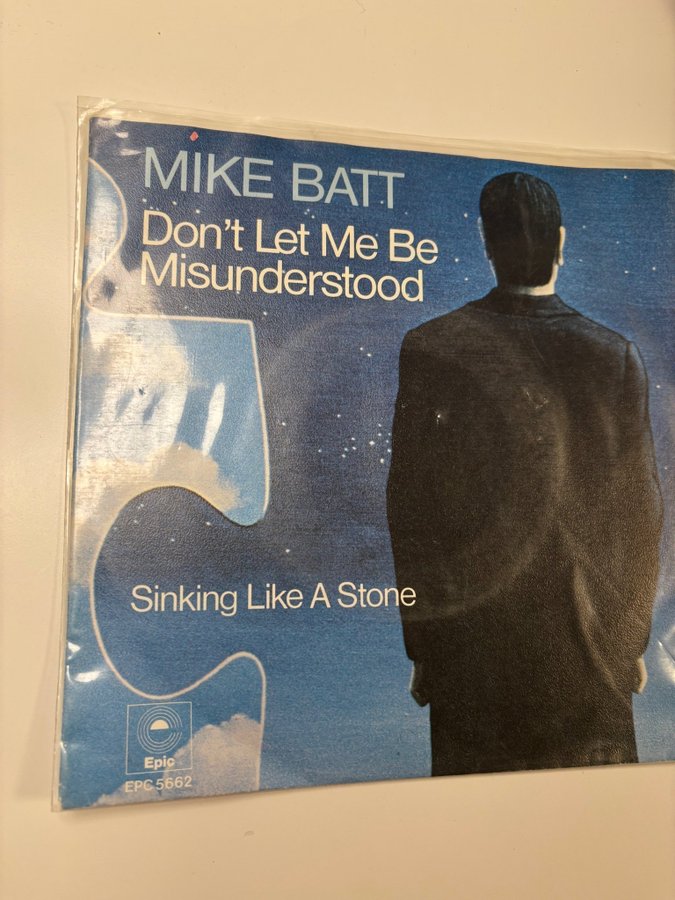 MIKE BATT
Don't Let Me Be
Misunderstood
Sinking Like A Stone
Epic
EPC 5662